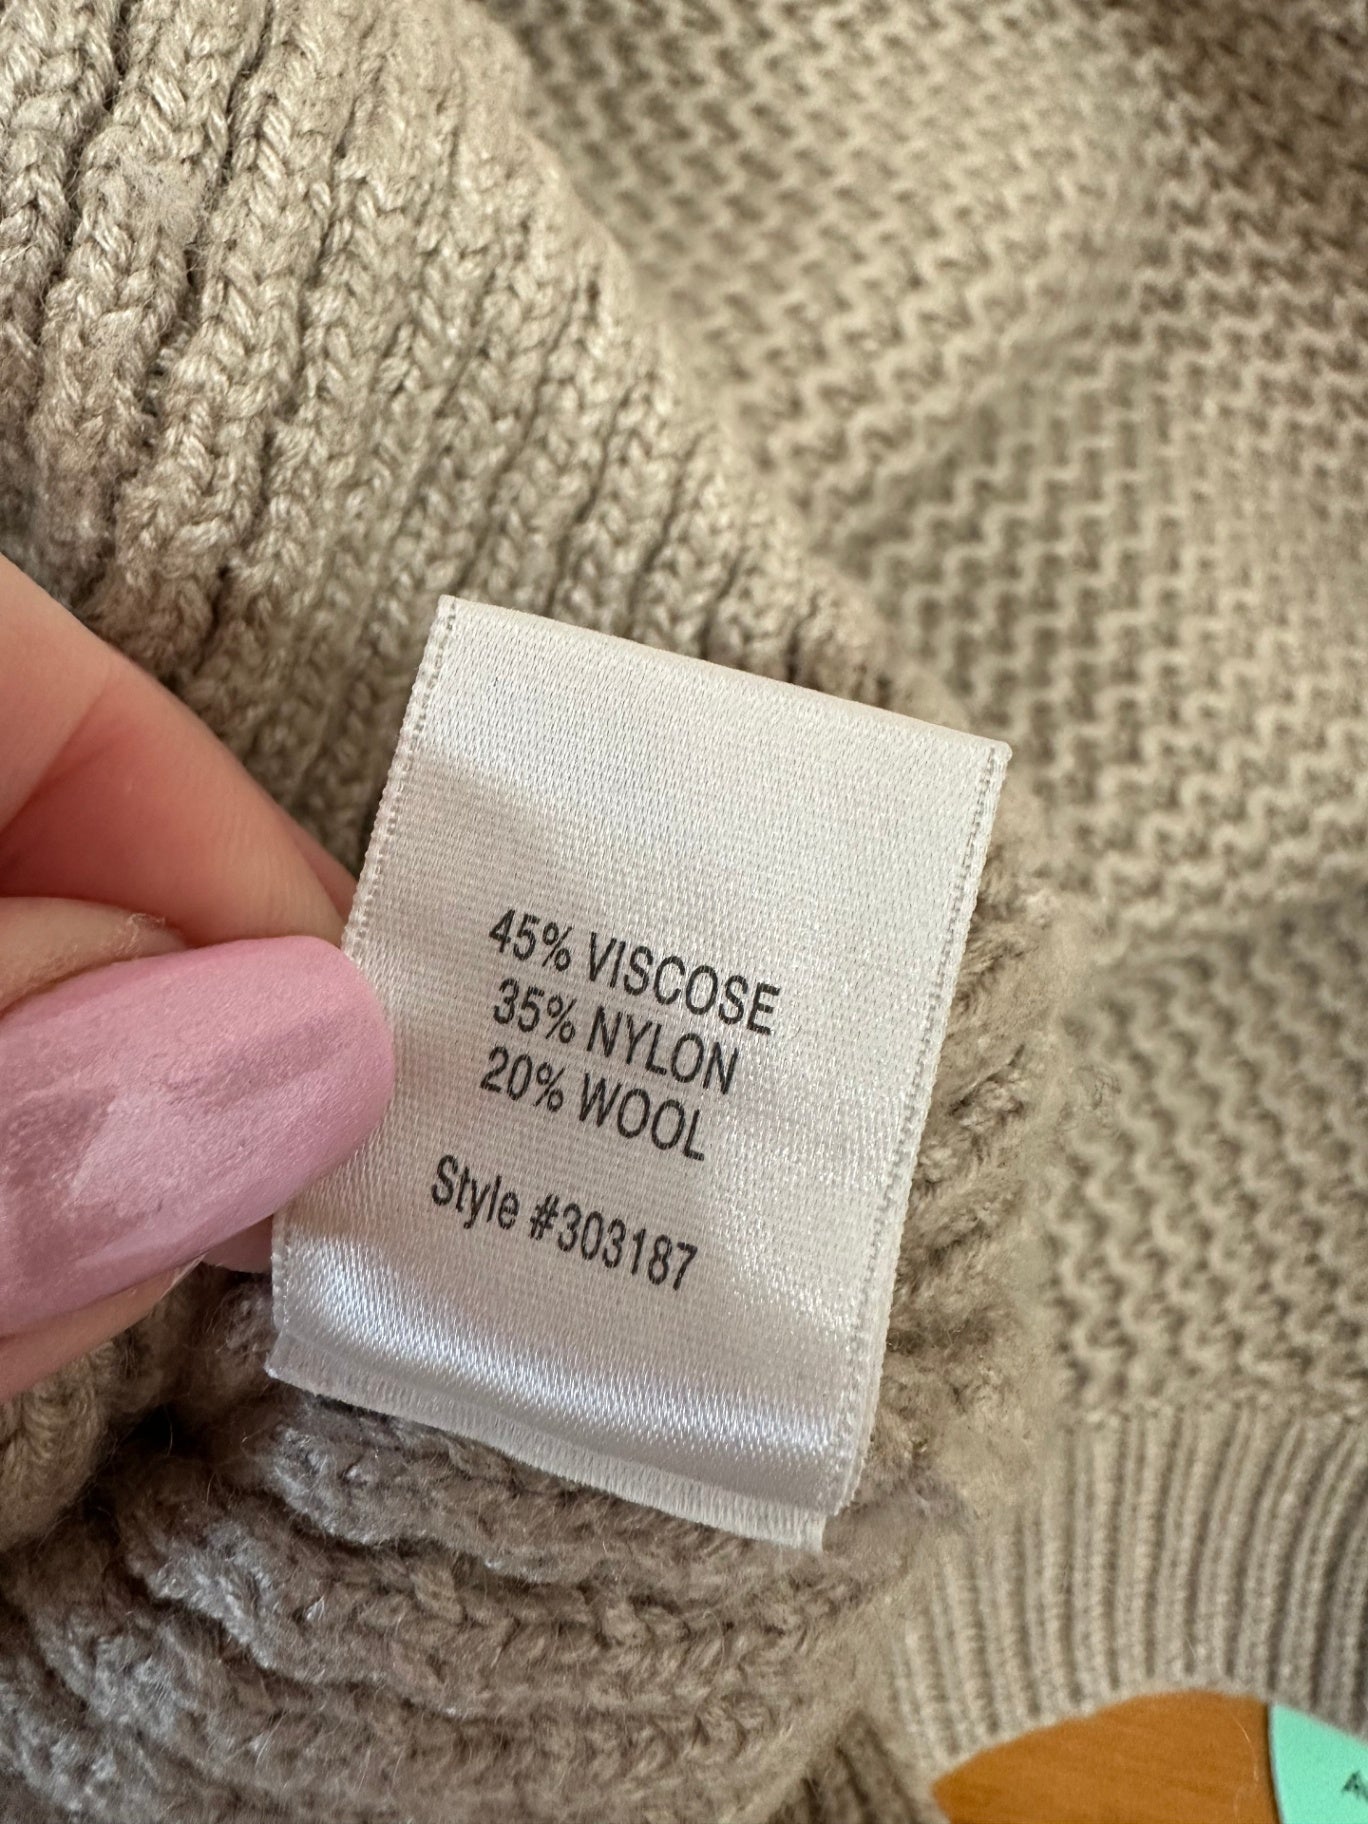 45% VISCOSE
35% NYLON
20% WOOL
Style #303187